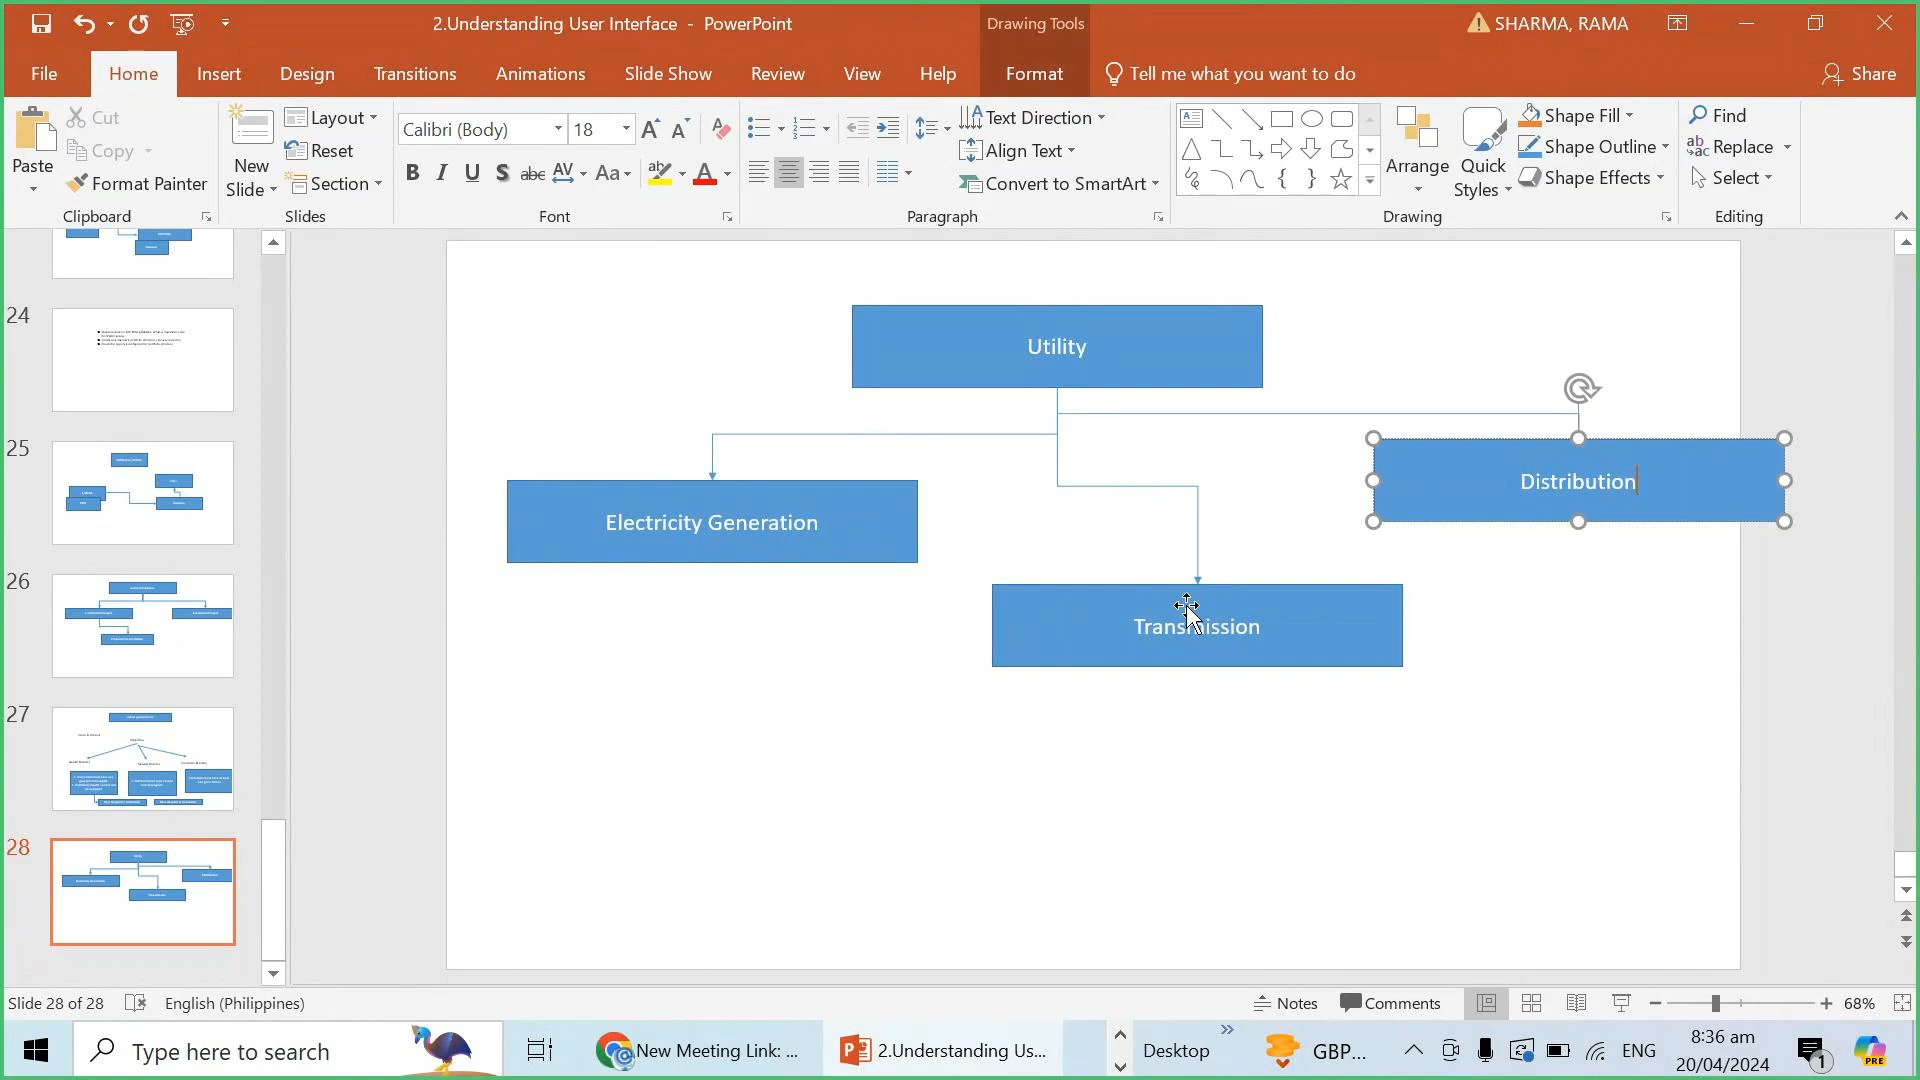 2.Understanding User Interface - PowerPoint
Drawing Tools
SHARMA, RAMA
File Home Insert Design Transitions Animations Slide Show Review View Help Format Tell me what you want to do Share
Paste
Cut
Copy
Format Painter
Clipboard
New Slide
Layout
Reset
Section
Slides
Calibri (Body) 18
B I U S abc AV Aa A
Font
Text Direction
Align Text
Convert to SmartArt
Paragraph
Arrange
Quick Styles
Shape Fill
Shape Outline
Shape Effects
Drawing
Find
Replace
Select
Editing
24
25
26
27
28
Utility
Distribution
Electricity Generation
Transmission
Slide 28 of 28 English (Philippines) Notes Comments 68%
Type here to search
New Meeting Link: ...
2.Understanding Us...
Desktop
GBP...
ENG
8:36 am
20/04/2024
1
PRE